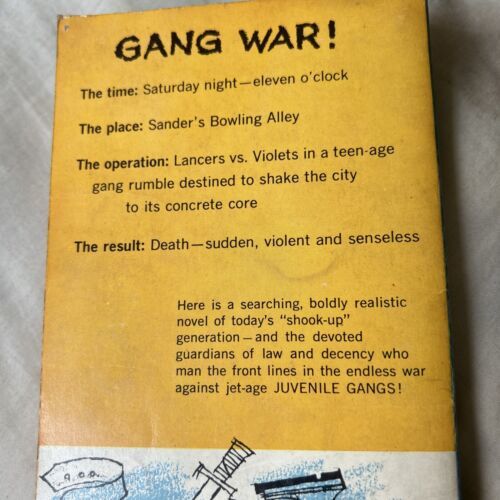 GANG WAR!
The time: Saturday night—eleven o'clock
The place: Sander's Bowling Alley
The operation: Lancers vs. Violets in a teen-age
gang rumble destined to shake the city
to its concrete core
The result: Death—sudden, violent and senseless
Here is a searching, boldly realistic
novel of today's "shook-up"
generation—and the devoted
guardians of law and decency who
man the front lines in the endless war
against jet-age JUVENILE GANGS!